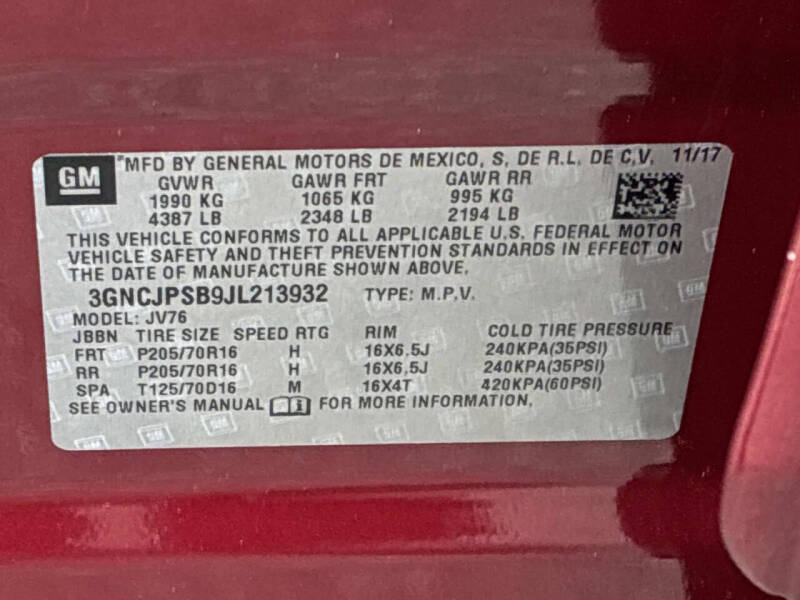 GM
*MFD BY GENERAL MOTORS DE MEXICO, S, DE R.L. DE C.V. 11/17
GVWR GAWR FRT GAWR RR
1990 KG 1065 KG 995 KG
4387 LB 2348 LB 2194 LB
THIS VEHICLE CONFORMS TO ALL APPLICABLE U.S. FEDERAL MOTOR
VEHICLE SAFETY AND THEFT PREVENTION STANDARDS IN EFFECT ON
THE DATE OF MANUFACTURE SHOWN ABOVE.
3GNCJPSB9JL213932 TYPE: M.P.V.
MODEL: JV76
JBBN TIRE SIZE SPEED RTG RIM COLD TIRE PRESSURE
FRT P205/70R16 H 16X6.5J 240KPA(35PSI)
RR P205/70R16 H 16X6.5J 240KPA(35PSI)
SPA T125/70D16 M 16X4T 420KPA(60PSI)
SEE OWNER'S MANUAL FOR MORE INFORMATION.